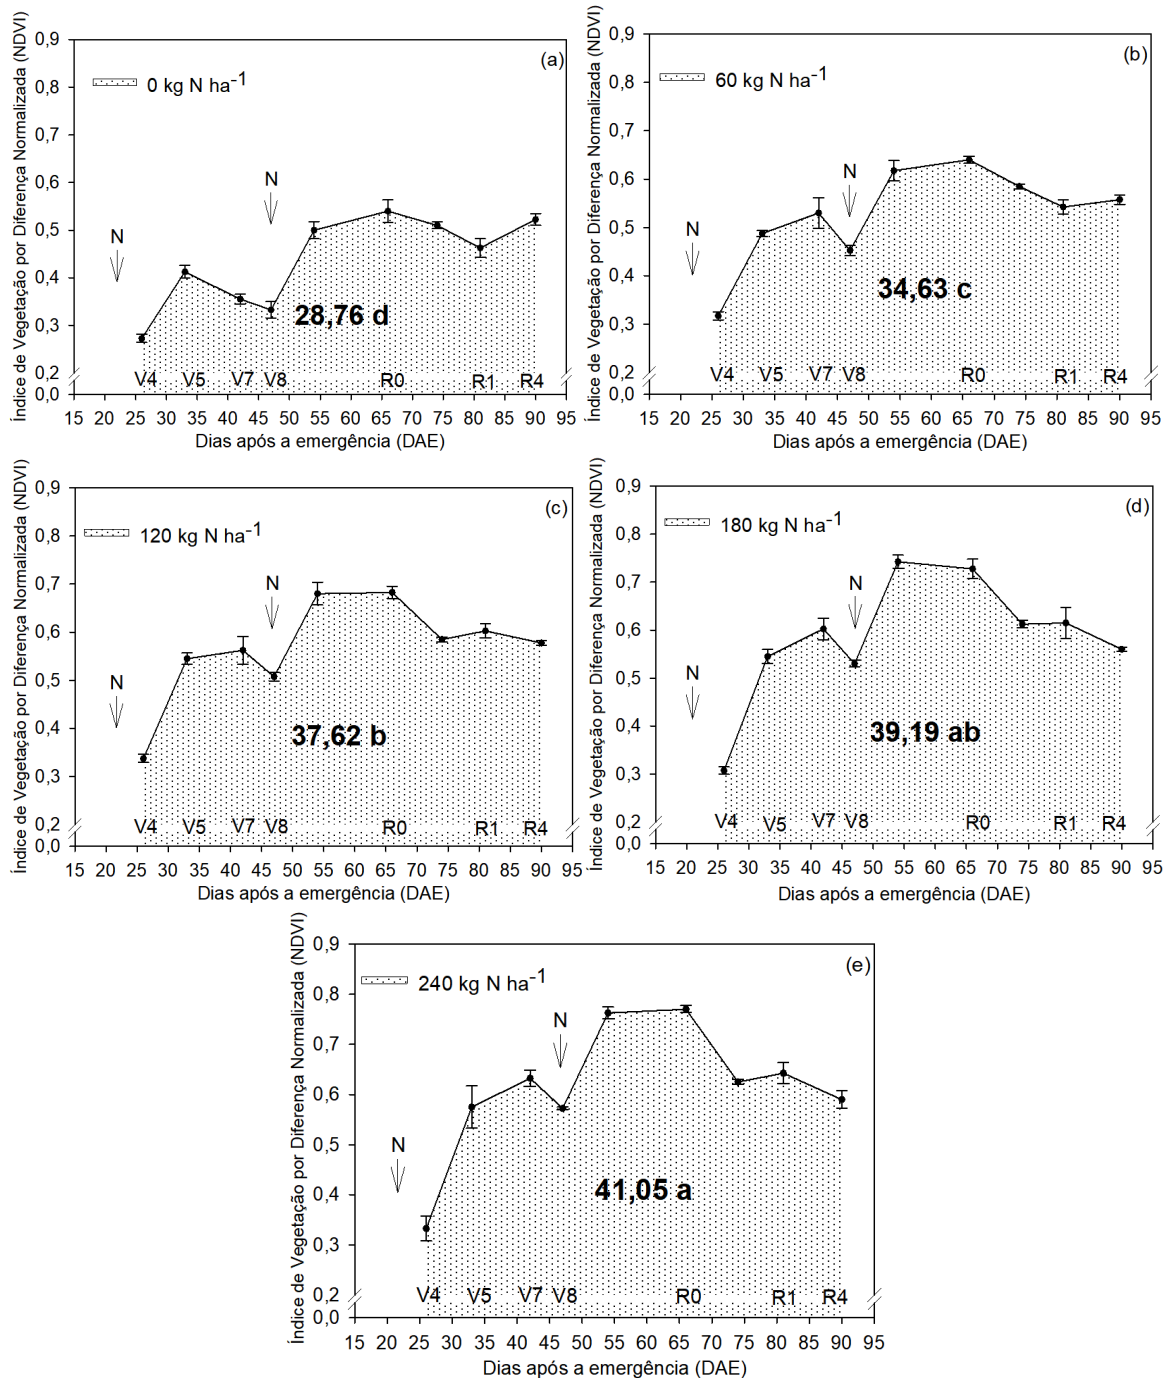 Índice de Vegetação por Diferença Normalizada (NDVI)
0,9
0,8
0,7
0,6
0,5
0,4
0,3
0,2
0,0
(a)
0 kg N ha⁻¹
N
N
28,76 d
V4 V5 V7 V8 R0 R1 R4
15 20 25 30 35 40 45 50 55 60 65 70 75 80 85 90 95
Dias após a emergência (DAE)
Índice de Vegetação por Diferença Normalizada (NDVI)
0,9
0,8
0,7
0,6
0,5
0,4
0,3
0,2
0,0
(b)
60 kg N ha⁻¹
N
N
34,63 c
V4 V5 V7 V8 R0 R1 R4
15 20 25 30 35 40 45 50 55 60 65 70 75 80 85 90 95
Dias após a emergência (DAE)
Índice de Vegetação por Diferença Normalizada (NDVI)
0,9
0,8
0,7
0,6
0,5
0,4
0,3
0,2
0,0
(c)
120 kg N ha⁻¹
N
N
37,62 b
V4 V5 V7 V8 R0 R1 R4
15 20 25 30 35 40 45 50 55 60 65 70 75 80 85 90 95
Dias após a emergência (DAE)
Índice de Vegetação por Diferença Normalizada (NDVI)
0,9
0,8
0,7
0,6
0,5
0,4
0,3
0,2
0,0
(d)
180 kg N ha⁻¹
N
N
39,19 ab
V4 V5 V7 V8 R0 R1 R4
15 20 25 30 35 40 45 50 55 60 65 70 75 80 85 90 95
Dias após a emergência (DAE)
Índice de Vegetação por Diferença Normalizada (NDVI)
0,9
0,8
0,7
0,6
0,5
0,4
0,3
0,2
0,0
(e)
240 kg N ha⁻¹
N
N
41,05 a
V4 V5 V7 V8 R0 R1 R4
15 20 25 30 35 40 45 50 55 60 65 70 75 80 85 90 95
Dias após a emergência (DAE)